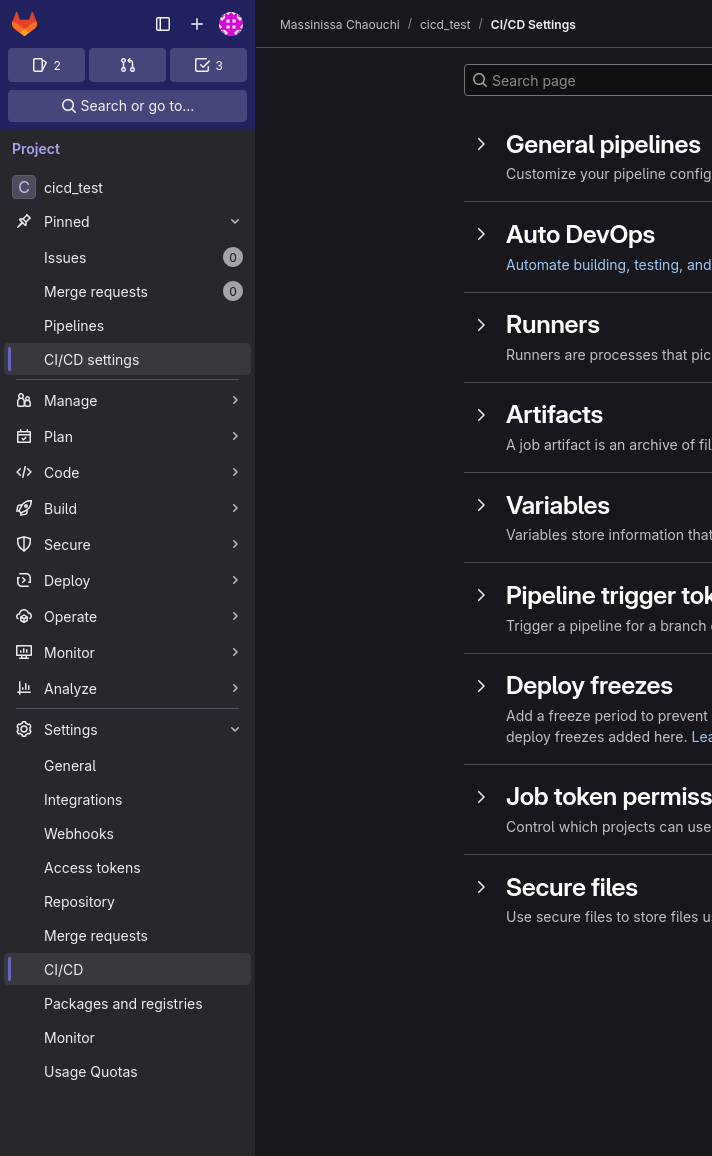 Massinissa Chaouchi / cicd_test / CI/CD Settings
2
3
Search or go to...
Project
C cicd_test
Pinned
Issues 0
Merge requests 0
Pipelines
CI/CD settings
Manage
Plan
Code
Build
Secure
Deploy
Operate
Monitor
Analyze
Settings
General
Integrations
Webhooks
Access tokens
Repository
Merge requests
CI/CD
Packages and registries
Monitor
Usage Quotas
Search page
General pipelines
Customize your pipeline config
Auto DevOps
Automate building, testing, and
Runners
Runners are processes that pic
Artifacts
A job artifact is an archive of fil
Variables
Variables store information that
Pipeline trigger tok
Trigger a pipeline for a branch
Deploy freezes
Add a freeze period to prevent
deploy freezes added here. Lea
Job token permiss
Control which projects can use
Secure files
Use secure files to store files u